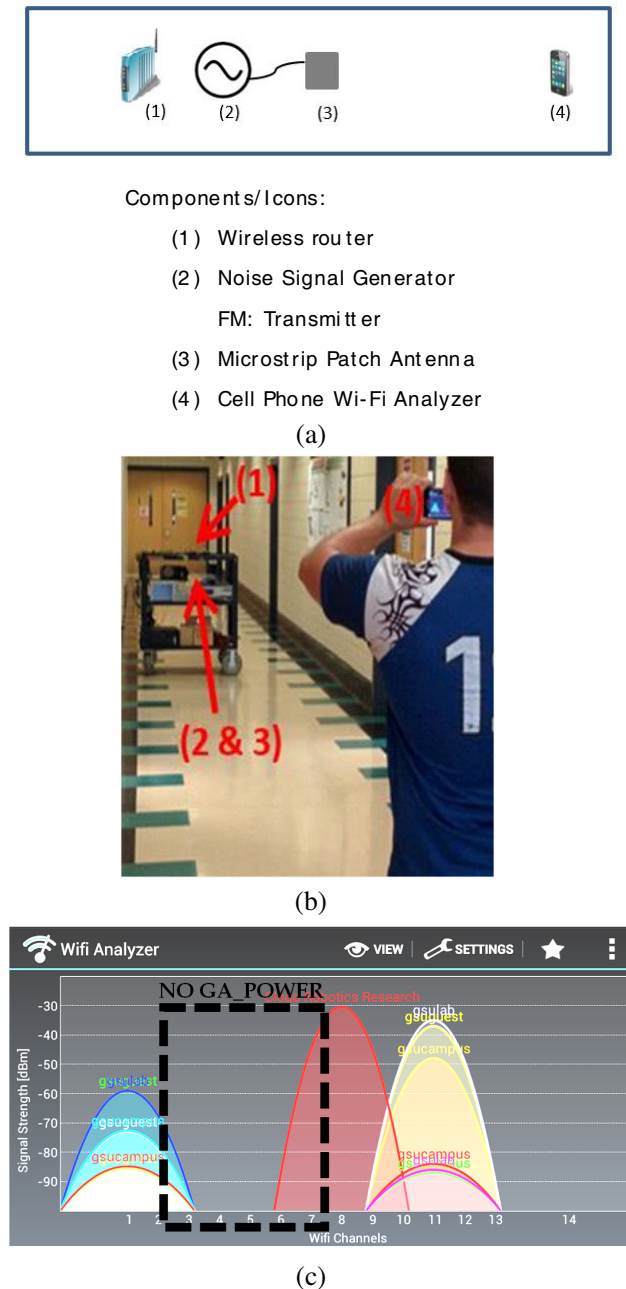 (1) (2) (3) (4)
Components/Icons:
(1) Wireless router
(2) Noise Signal Generator
FM: Transmitter
(3) Microstrip Patch Antenna
(4) Cell Phone Wi-Fi Analyzer
(a)
(1)
(4)
(2 & 3)
1
(b)
Wifi Analyzer VIEW SETTINGS
NO GA_POWER
Cloud Robotics Research
-30
gsulab
gsuguest
-40
gsucampus
-50
Signal Strength [dBm]
-60
-70
gsuguest
-80
gsucampus
gsucampus
gsulab
-90
1 2 3 4 5 6 7 8 9 10 11 12 13 14
Wifi Channels
(c)